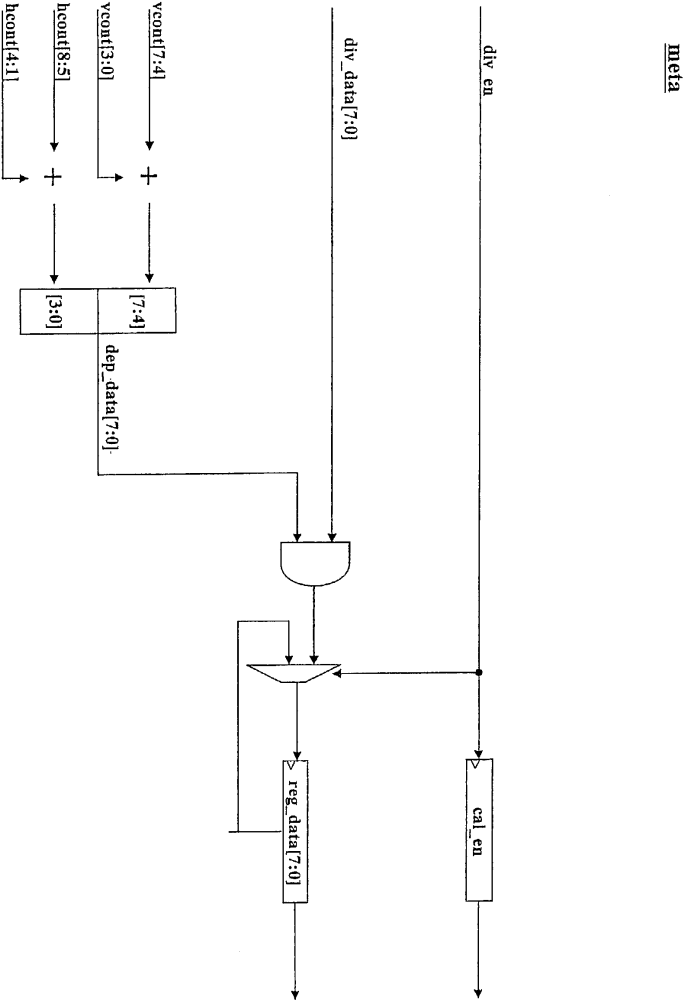 meta
div_en
div_data[7:0]
vcont[7:4]
vcont[3:0]
hcont[8:5]
hcont[4:1]
+
+
[7:4]
[3:0]
dep_data[7:0]
cal_en
reg_data[7:0]